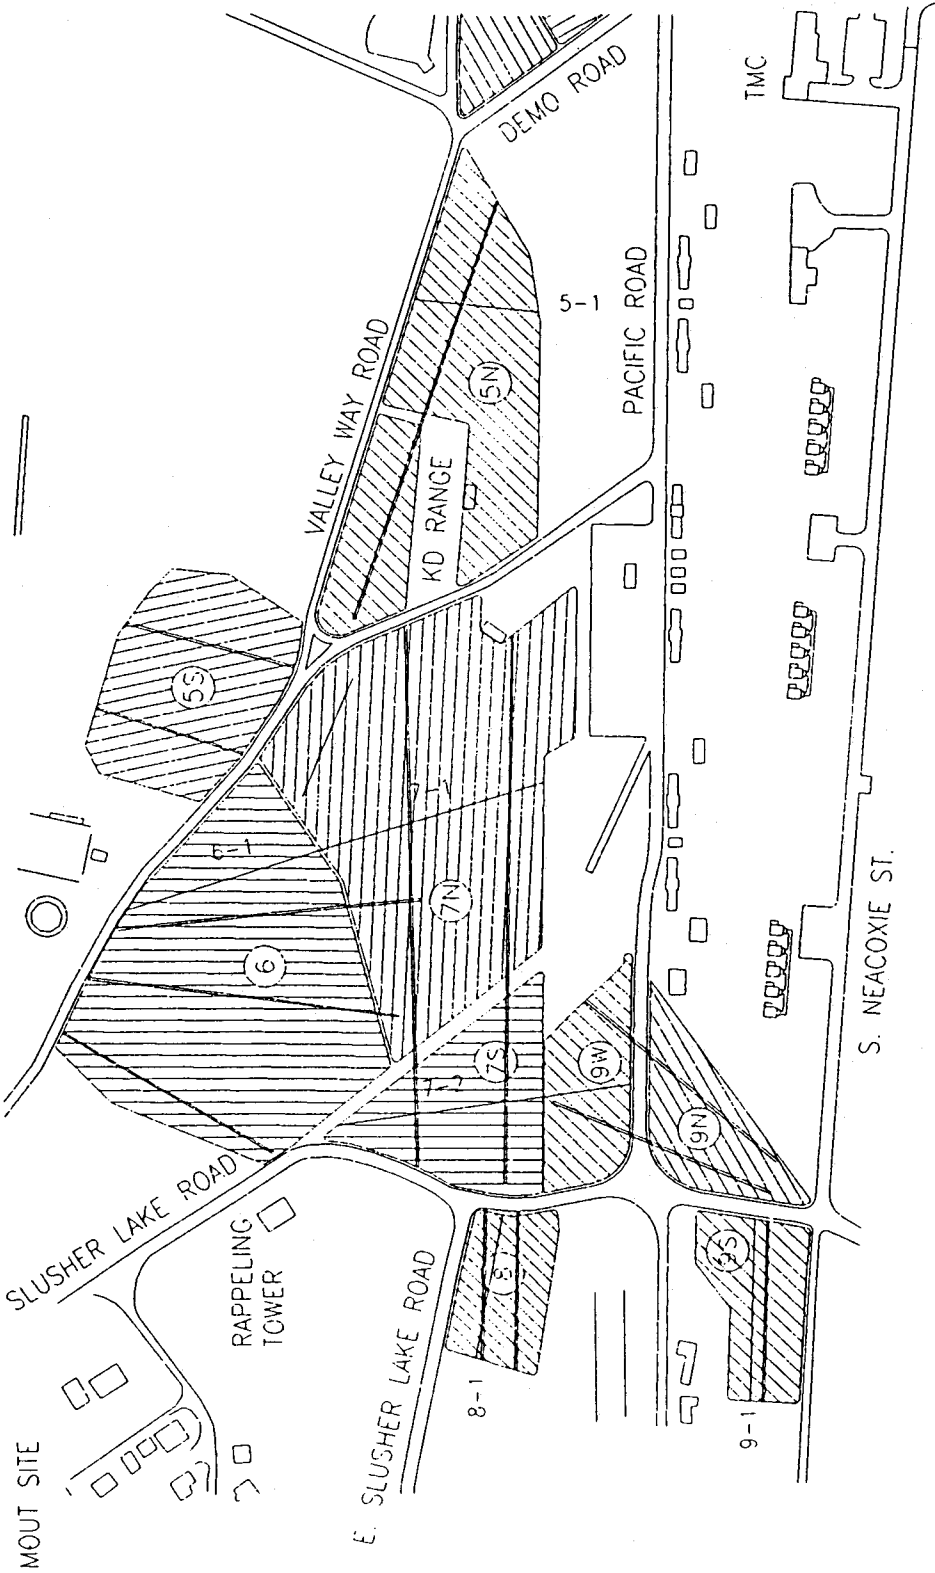 TMC
DEMO ROAD
5-1
PACIFIC ROAD
VALLEY WAY ROAD
5N
KD RANGE
5S
6-1
7-1
7N
6
7S
7-2
9W
9N
S. NEACOXIE ST.
SLUSHER LAKE ROAD
RAPPELING
TOWER
E. SLUSHER LAKE ROAD
8
9S
8-1
9-1
MOUT SITE